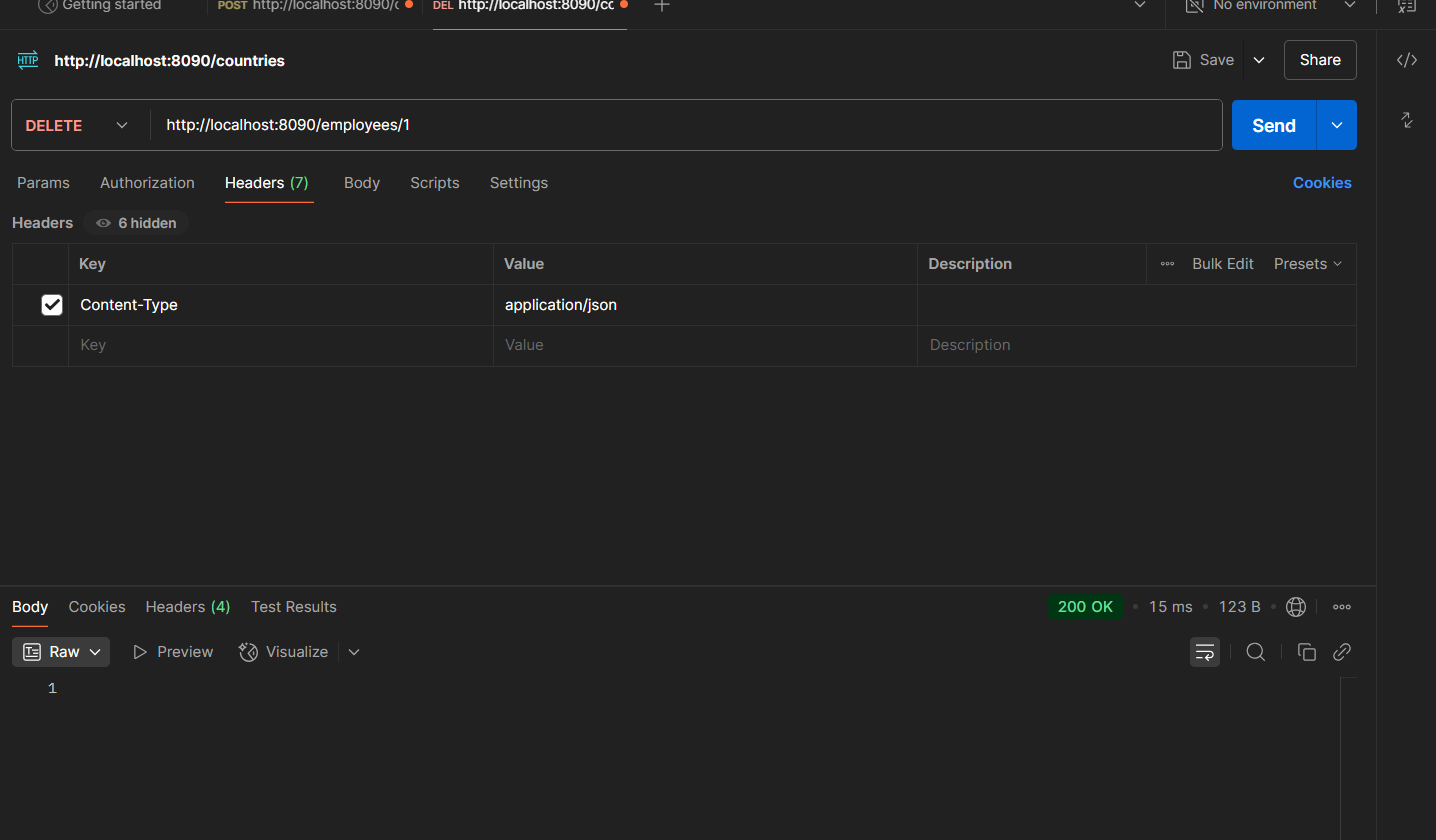 Getting started POST http://localhost:8090/c DEL http://localhost:8090/cc No environment
HTTP http://localhost:8090/countries Save Share
DELETE http://localhost:8090/employees/1 Send
Params Authorization Headers (7) Body Scripts Settings Cookies
Headers 6 hidden
Key Value Description Bulk Edit Presets
Content-Type application/json
Key Value Description
Body Cookies Headers (4) Test Results 200 OK • 15 ms • 123 B •
Raw Preview Visualize
1